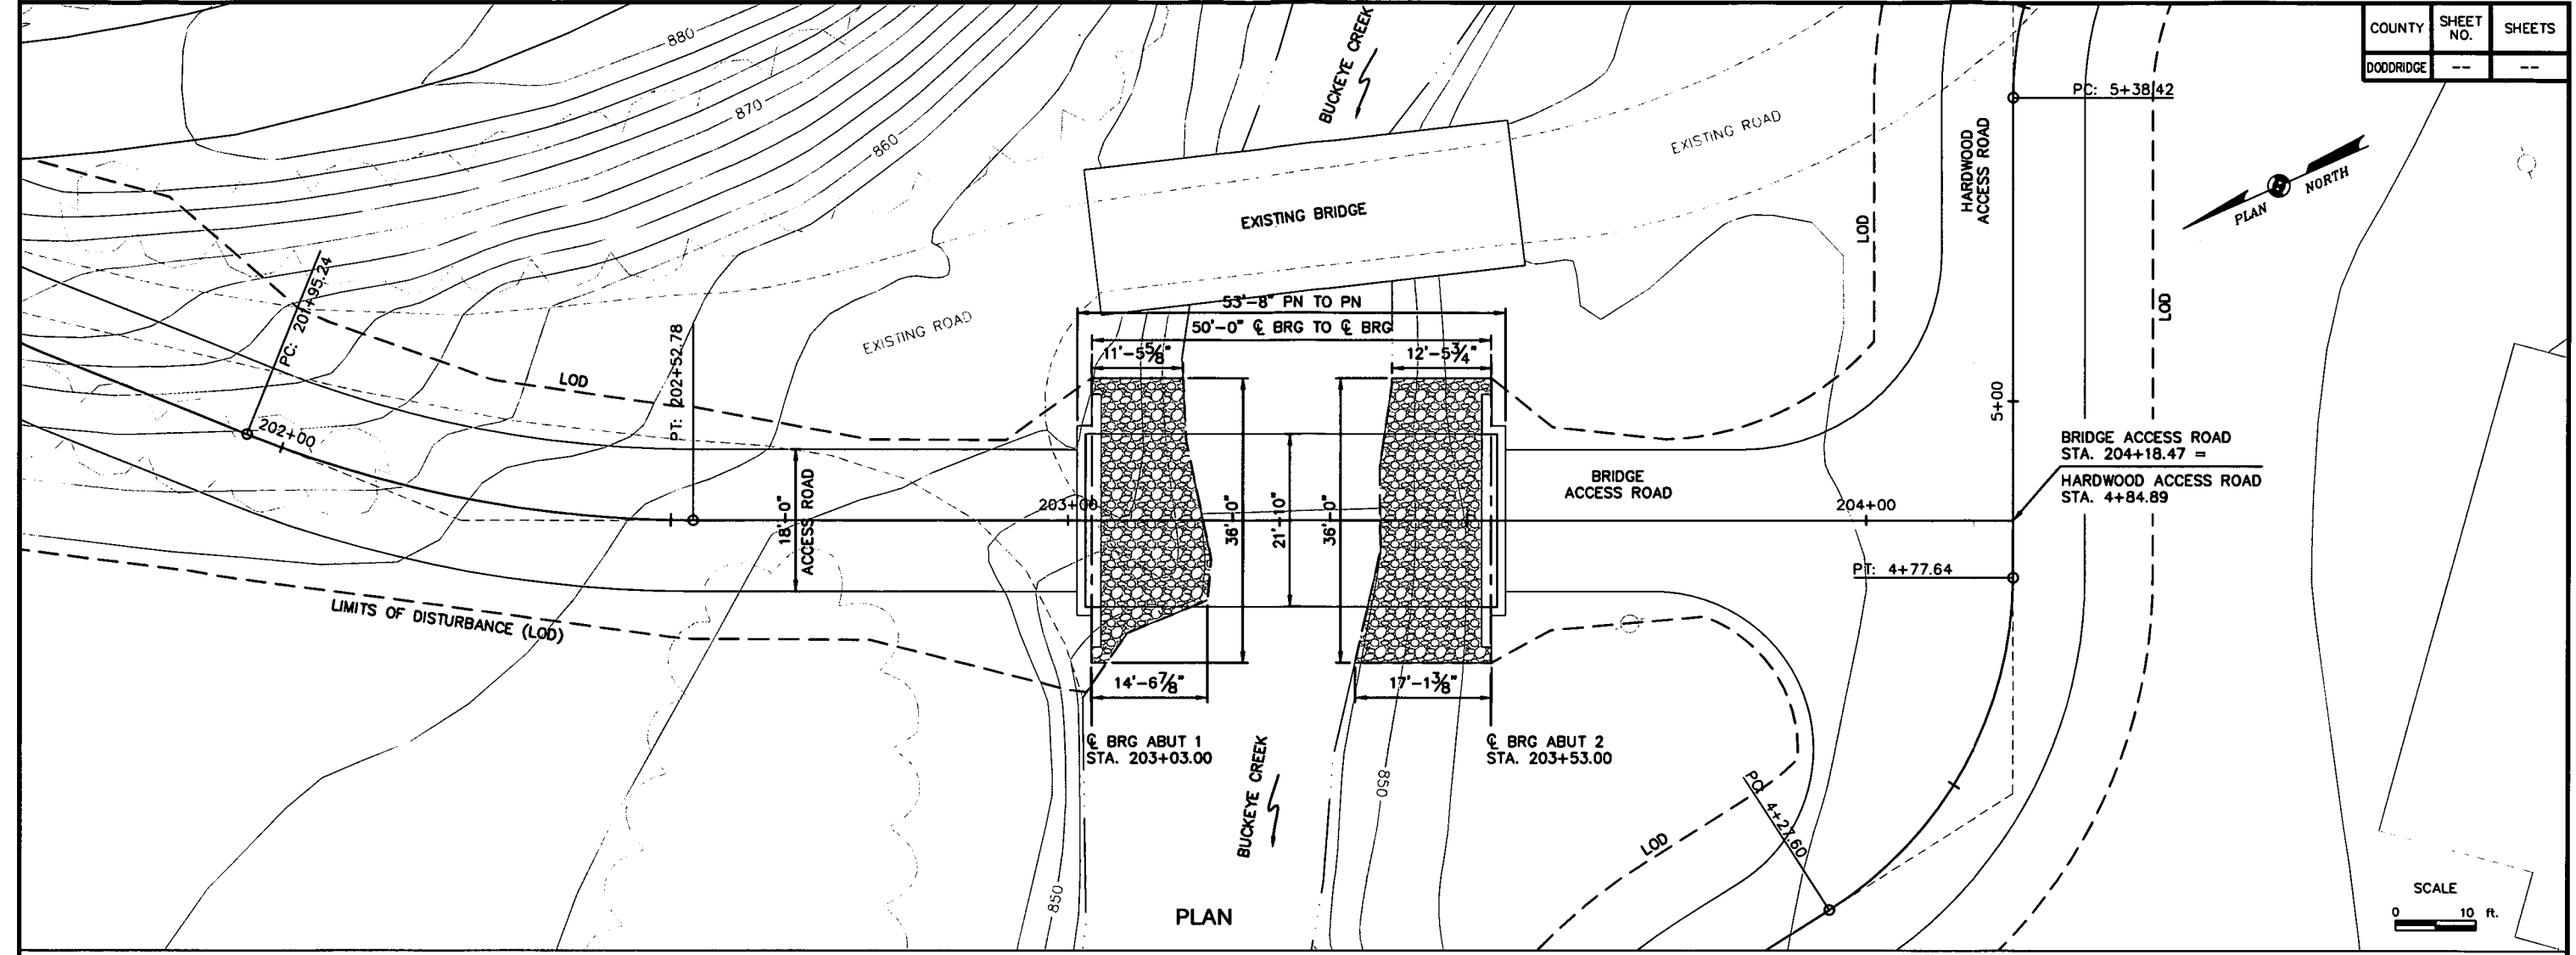 COUNTY
SHEET
NO.
SHEETS
DODDRIDGE
--
--
880
870
860
BUCKEYE CREEK
EXISTING ROAD
HARDWOOD
ACCESS ROAD
PC: 5+38.42
PLAN NORTH
EXISTING BRIDGE
LOD
LOD
PC: 201+95.24
PT: 202+52.78
EXISTING ROAD
53'-8" PN TO PN
50'-0" ℄ BRG TO ℄ BRG
11'-5⅝"
12'-5¾"
LOD
202+00
5+00
18'-0"
ACCESS ROAD
203+00
36'-0"
21'-10"
36'-0"
BRIDGE
ACCESS ROAD
204+00
BRIDGE ACCESS ROAD
STA. 204+18.47 =
HARDWOOD ACCESS ROAD
STA. 4+84.89
PT: 4+77.64
LIMITS OF DISTURBANCE (LOD)
14'-6⅞"
17'-1⅜"
℄ BRG ABUT 1
STA. 203+03.00
℄ BRG ABUT 2
STA. 203+53.00
BUCKEYE CREEK
850
850
PC: 4+27.60
LOD
PLAN
SCALE
0 10 ft.